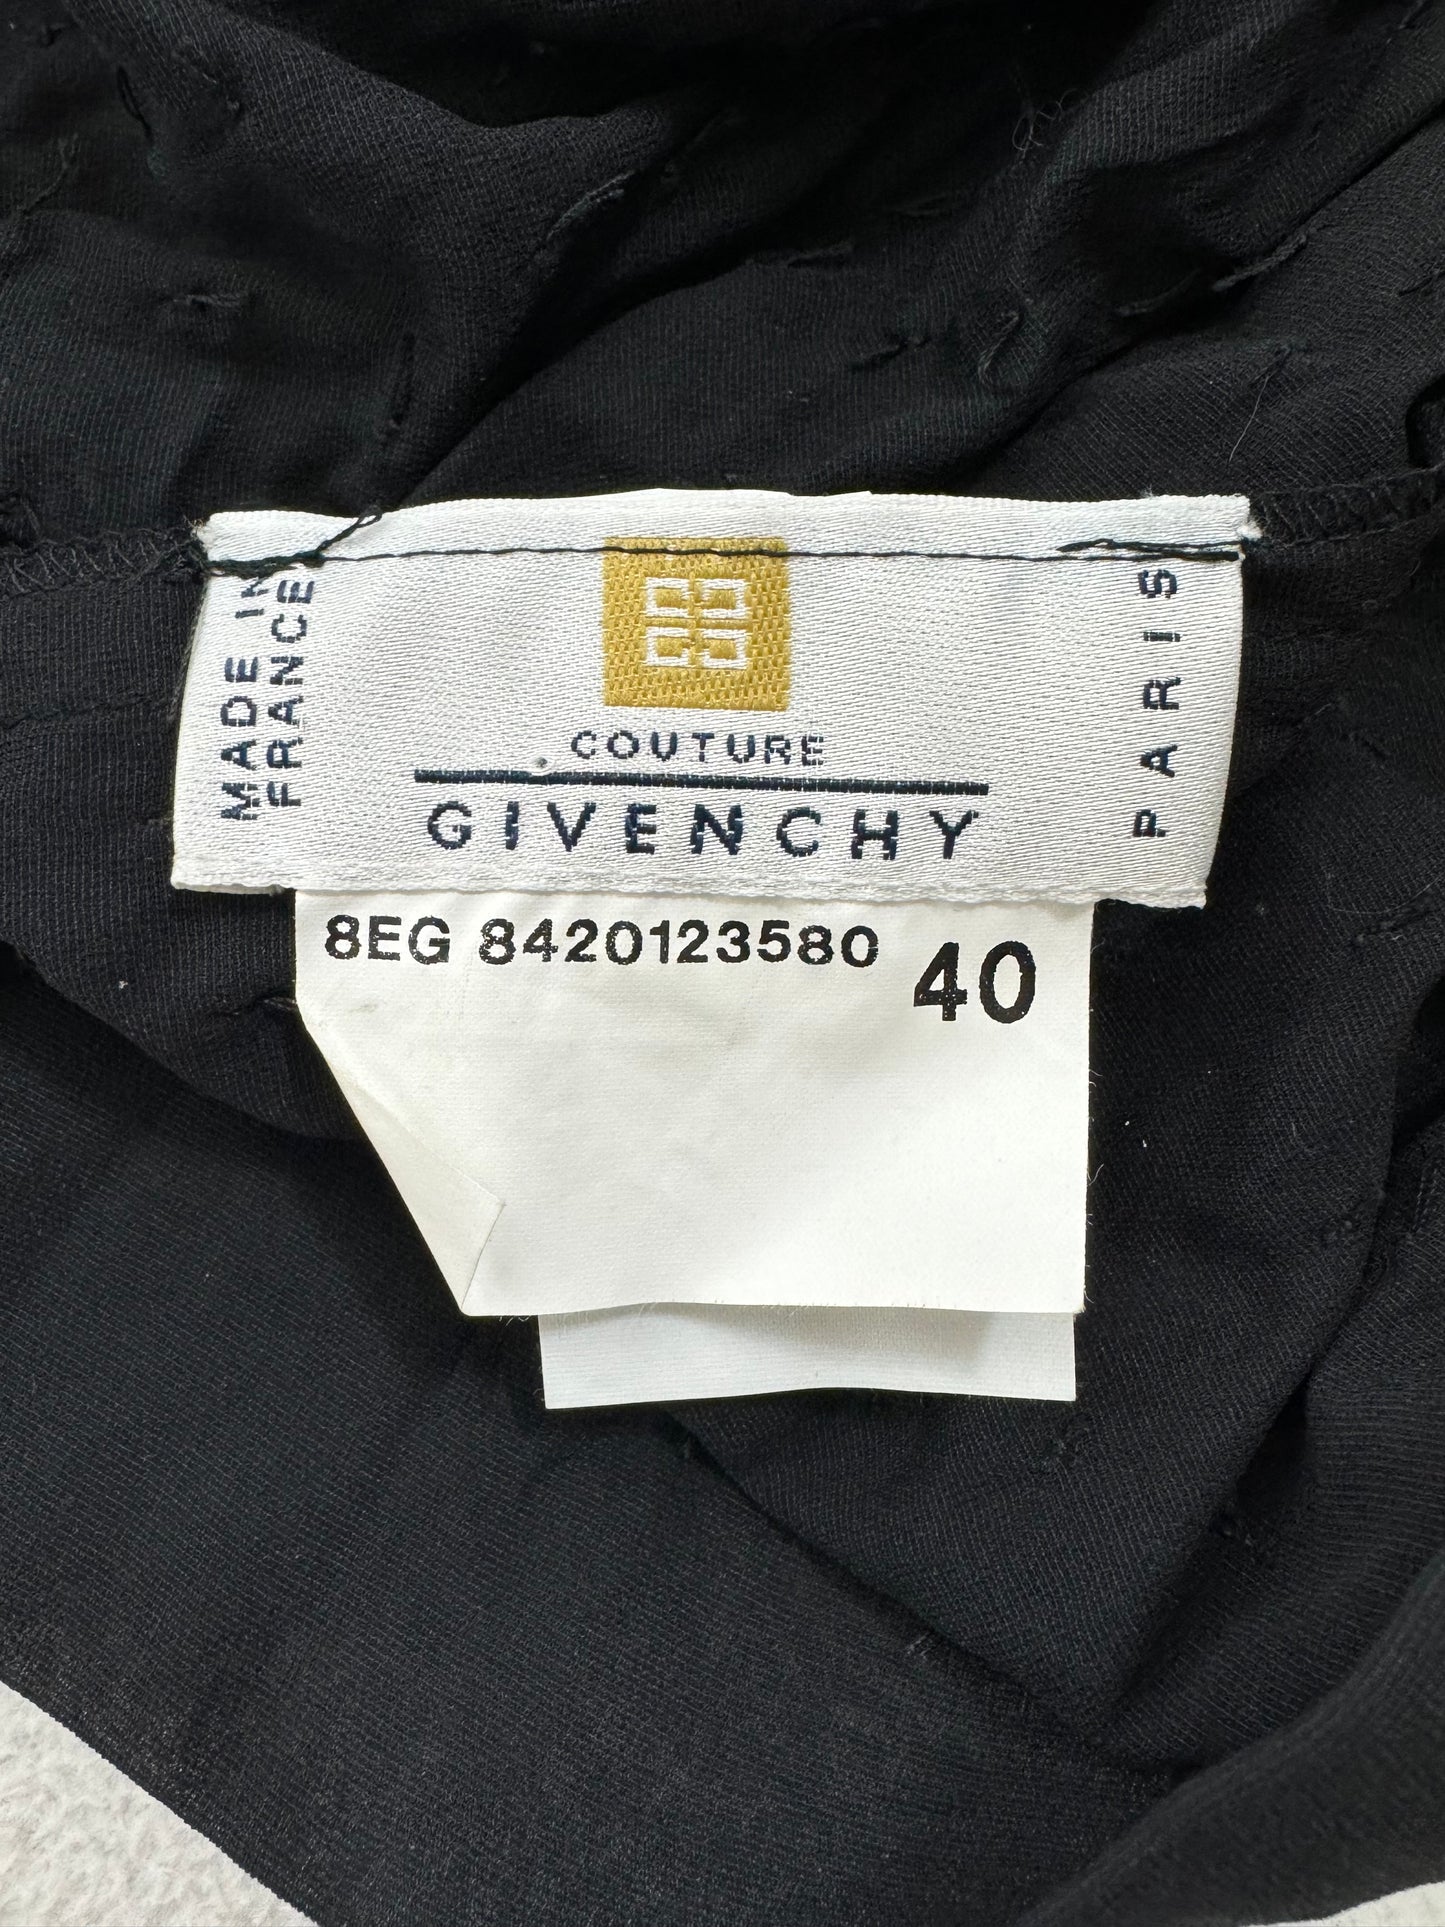 MADE IN
FRANCE
COUTURE
GIVENCHY
PARIS
8EG 8420123580 40